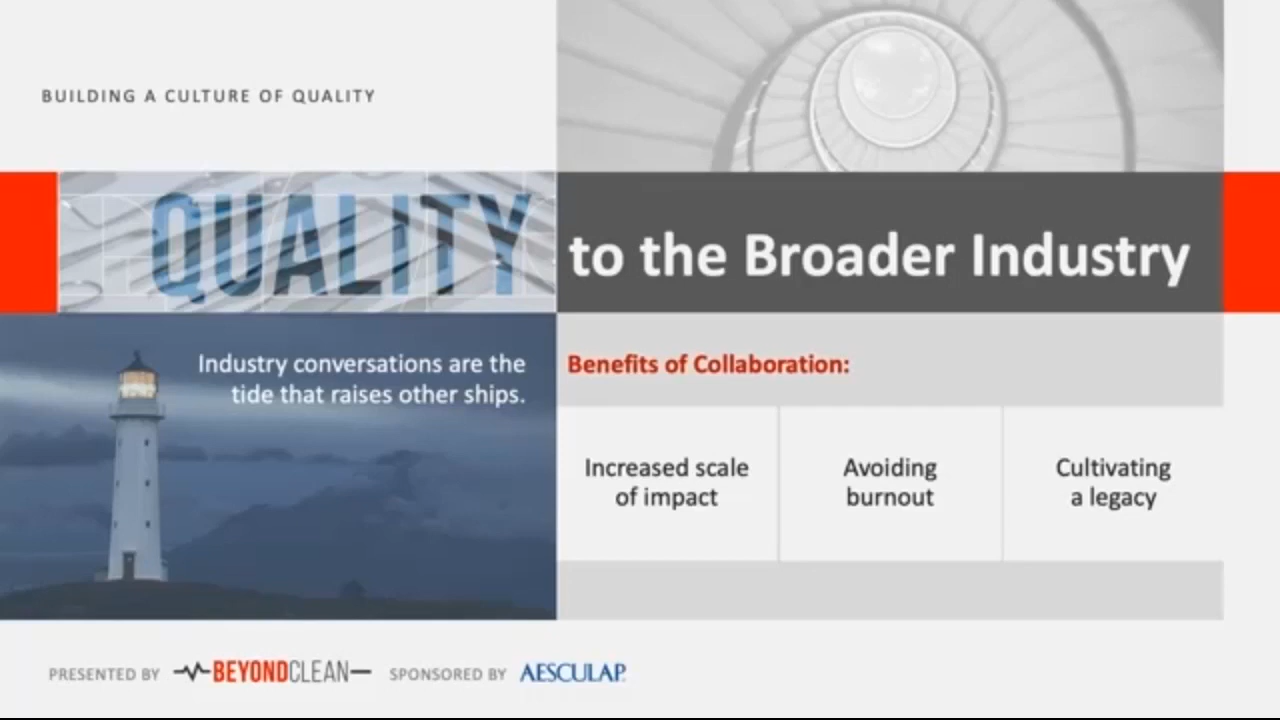 BUILDING A CULTURE OF QUALITY
QUALITY to the Broader Industry
Industry conversations are the
tide that raises other ships.
Benefits of Collaboration:
Increased scale
of impact
Avoiding
burnout
Cultivating
a legacy
PRESENTED BY BEYONDCLEAN SPONSORED BY AESCULAP